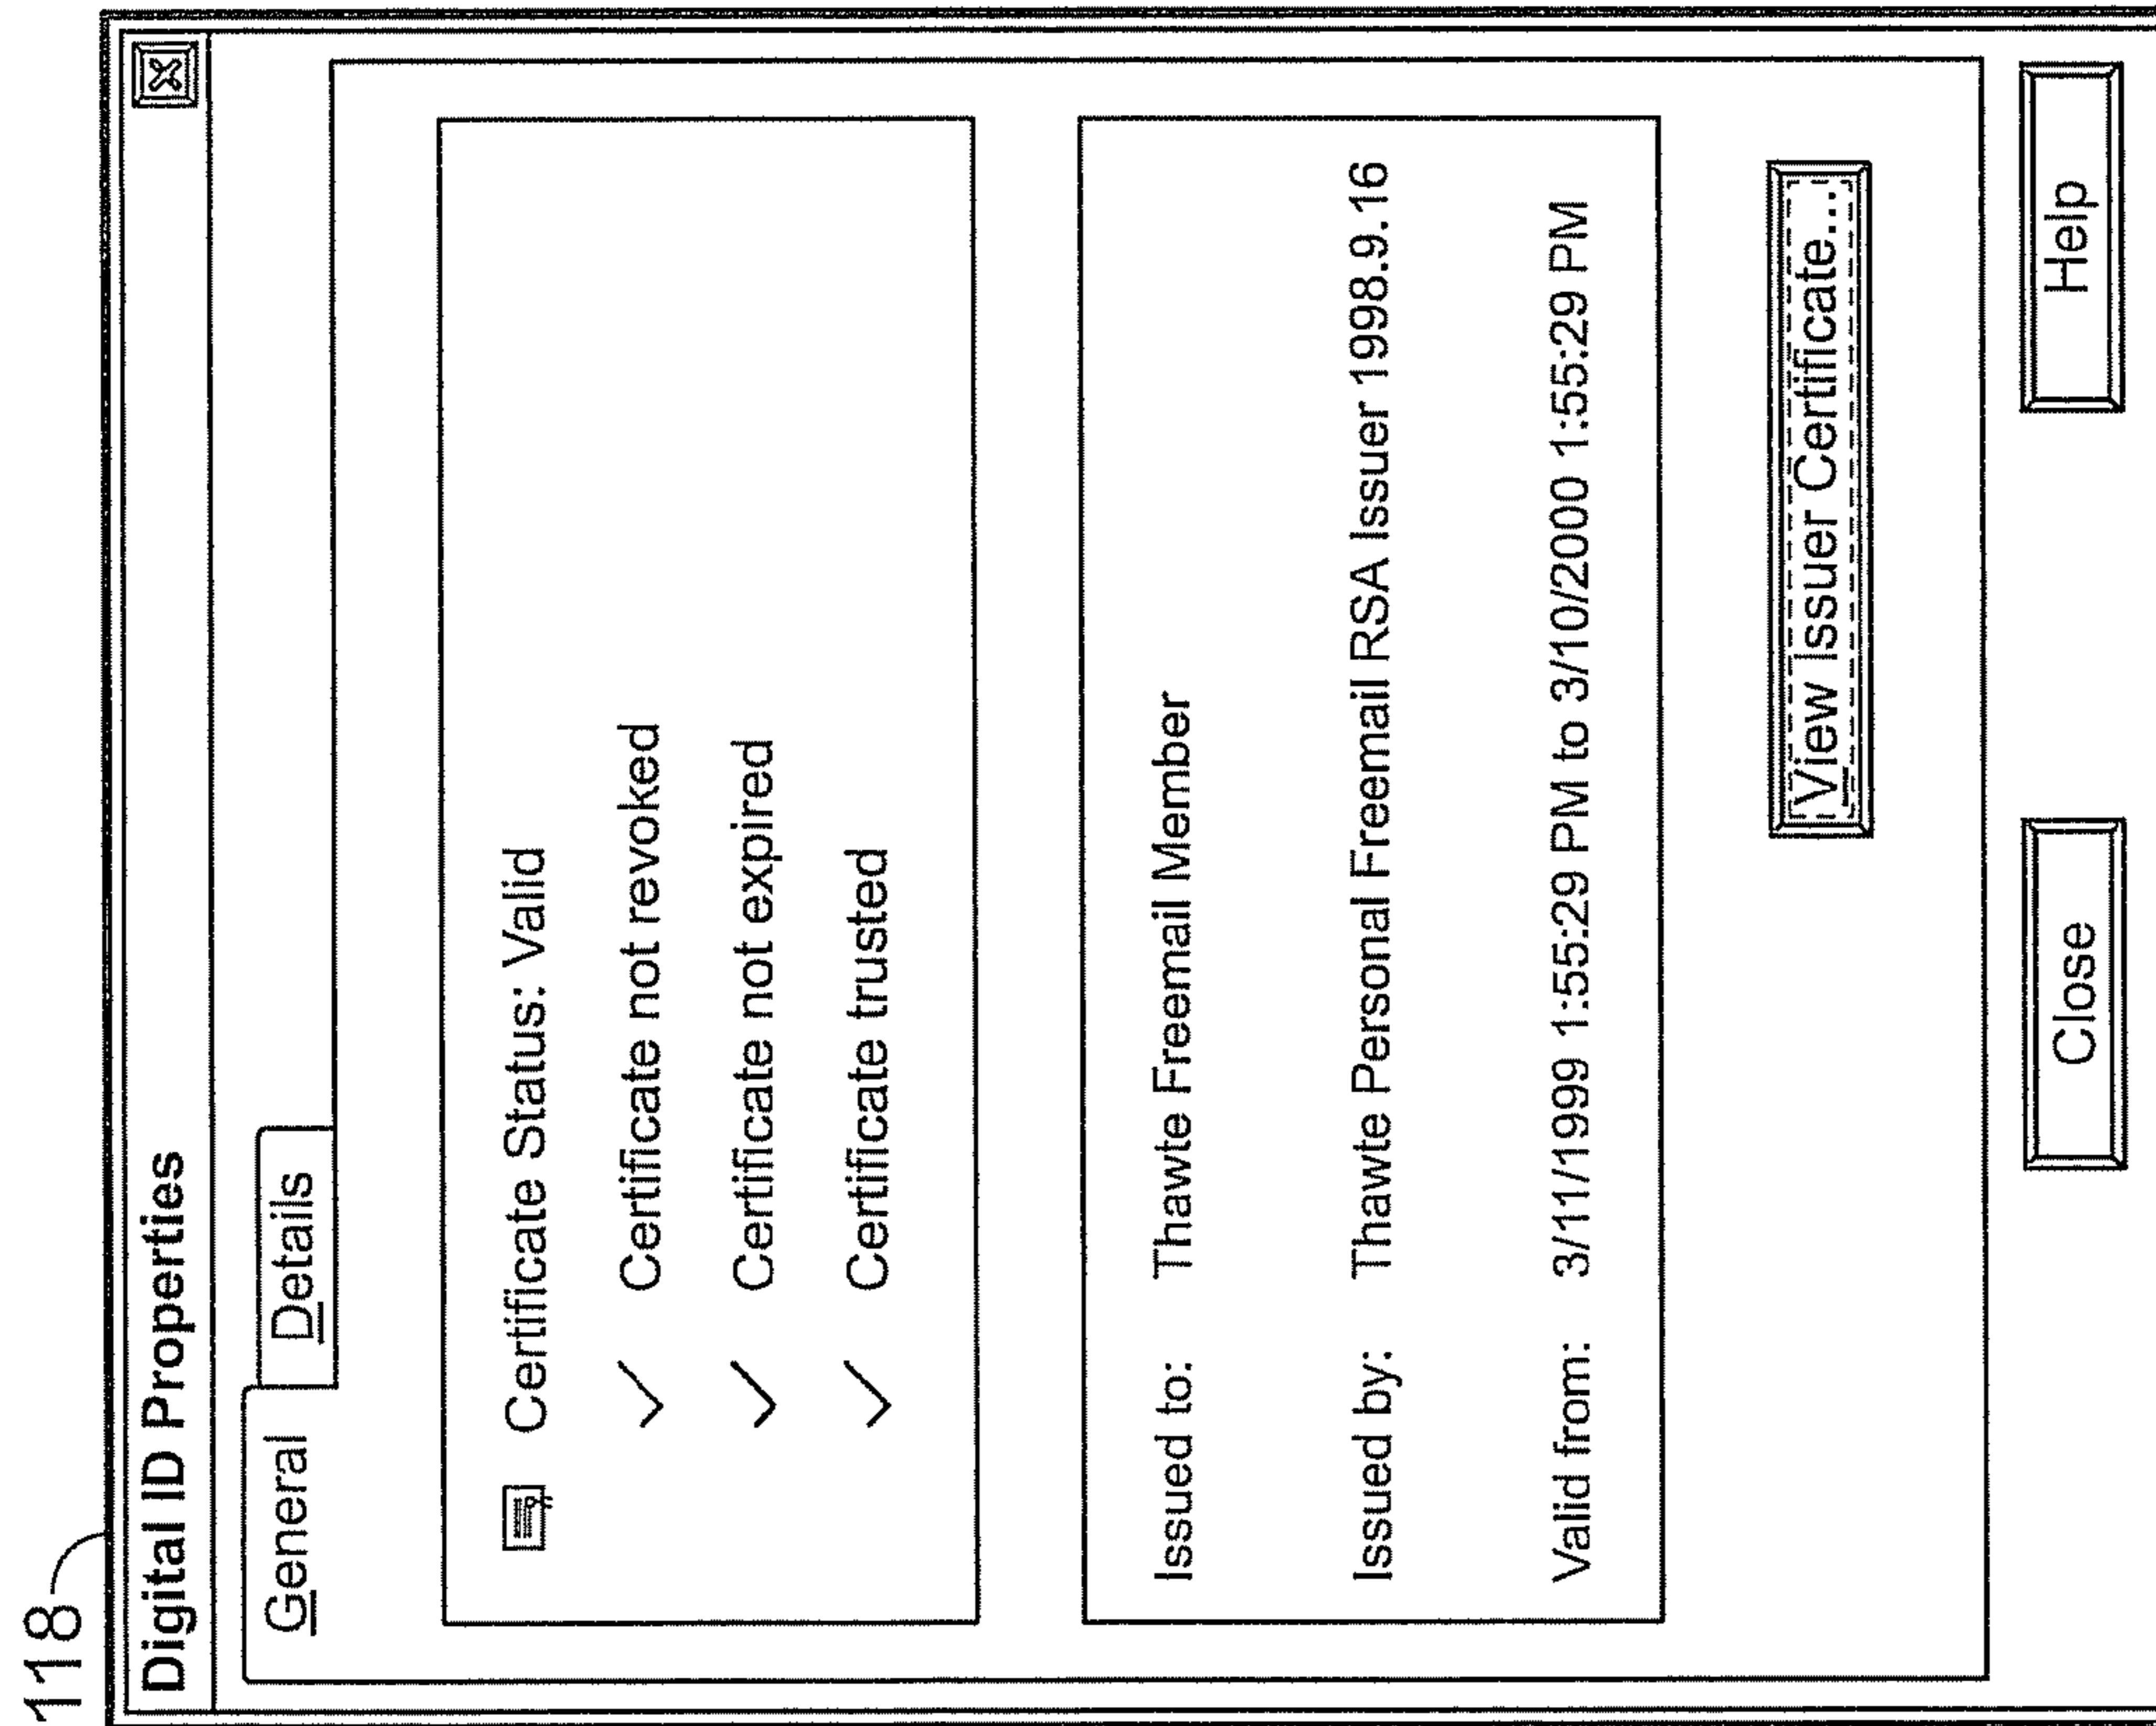 118
Digital ID Properties
General Details
Certificate Status: Valid
Certificate not revoked
Certificate not expired
Certificate trusted
Issued to: Thawte Freemail Member
Issued by: Thawte Personal Freemail RSA Issuer 1998.9.16
Valid from: 3/11/1999 1:55:29 PM to 3/10/2000 1:55:29 PM
View Issuer Certificate...
Close Help